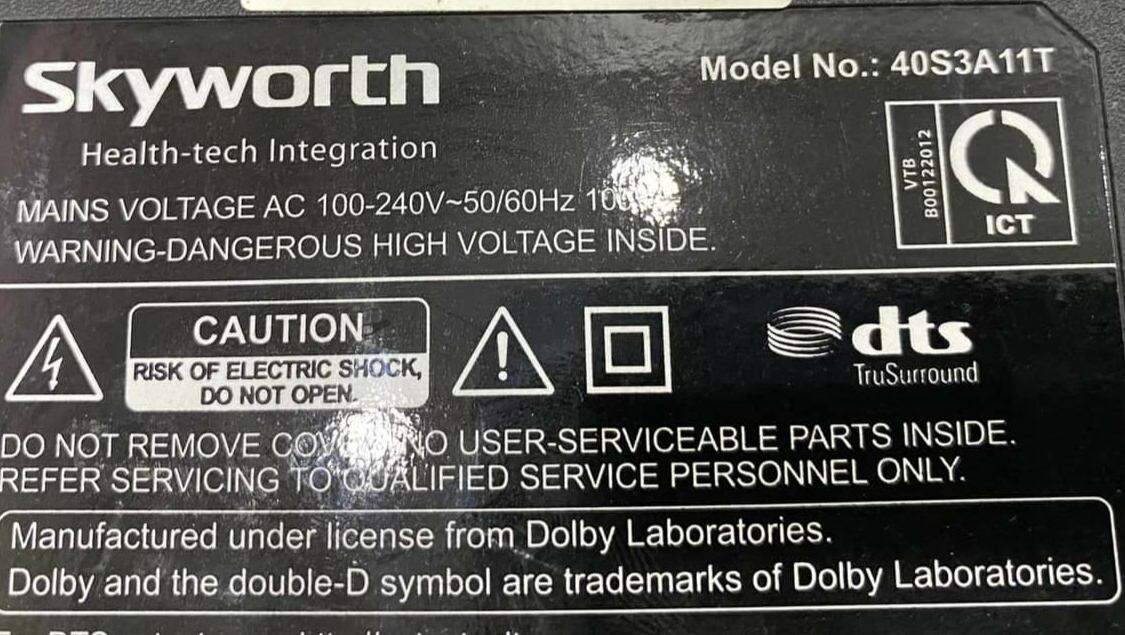 Skyworth
Model No.: 40S3A11T
Health-tech Integration
VTB
B00122012
ICT
MAINS VOLTAGE AC 100-240V~50/60Hz
WARNING-DANGEROUS HIGH VOLTAGE INSIDE.
CAUTION
RISK OF ELECTRIC SHOCK,
DO NOT OPEN.
dts
TruSurround
DO NOT REMOVE NO USER-SERVICEABLE PARTS INSIDE.
REFER SERVICING TO QUALIFIED SERVICE PERSONNEL ONLY.
Manufactured under license from Dolby Laboratories.
Dolby and the double-D symbol are trademarks of Dolby Laboratories.